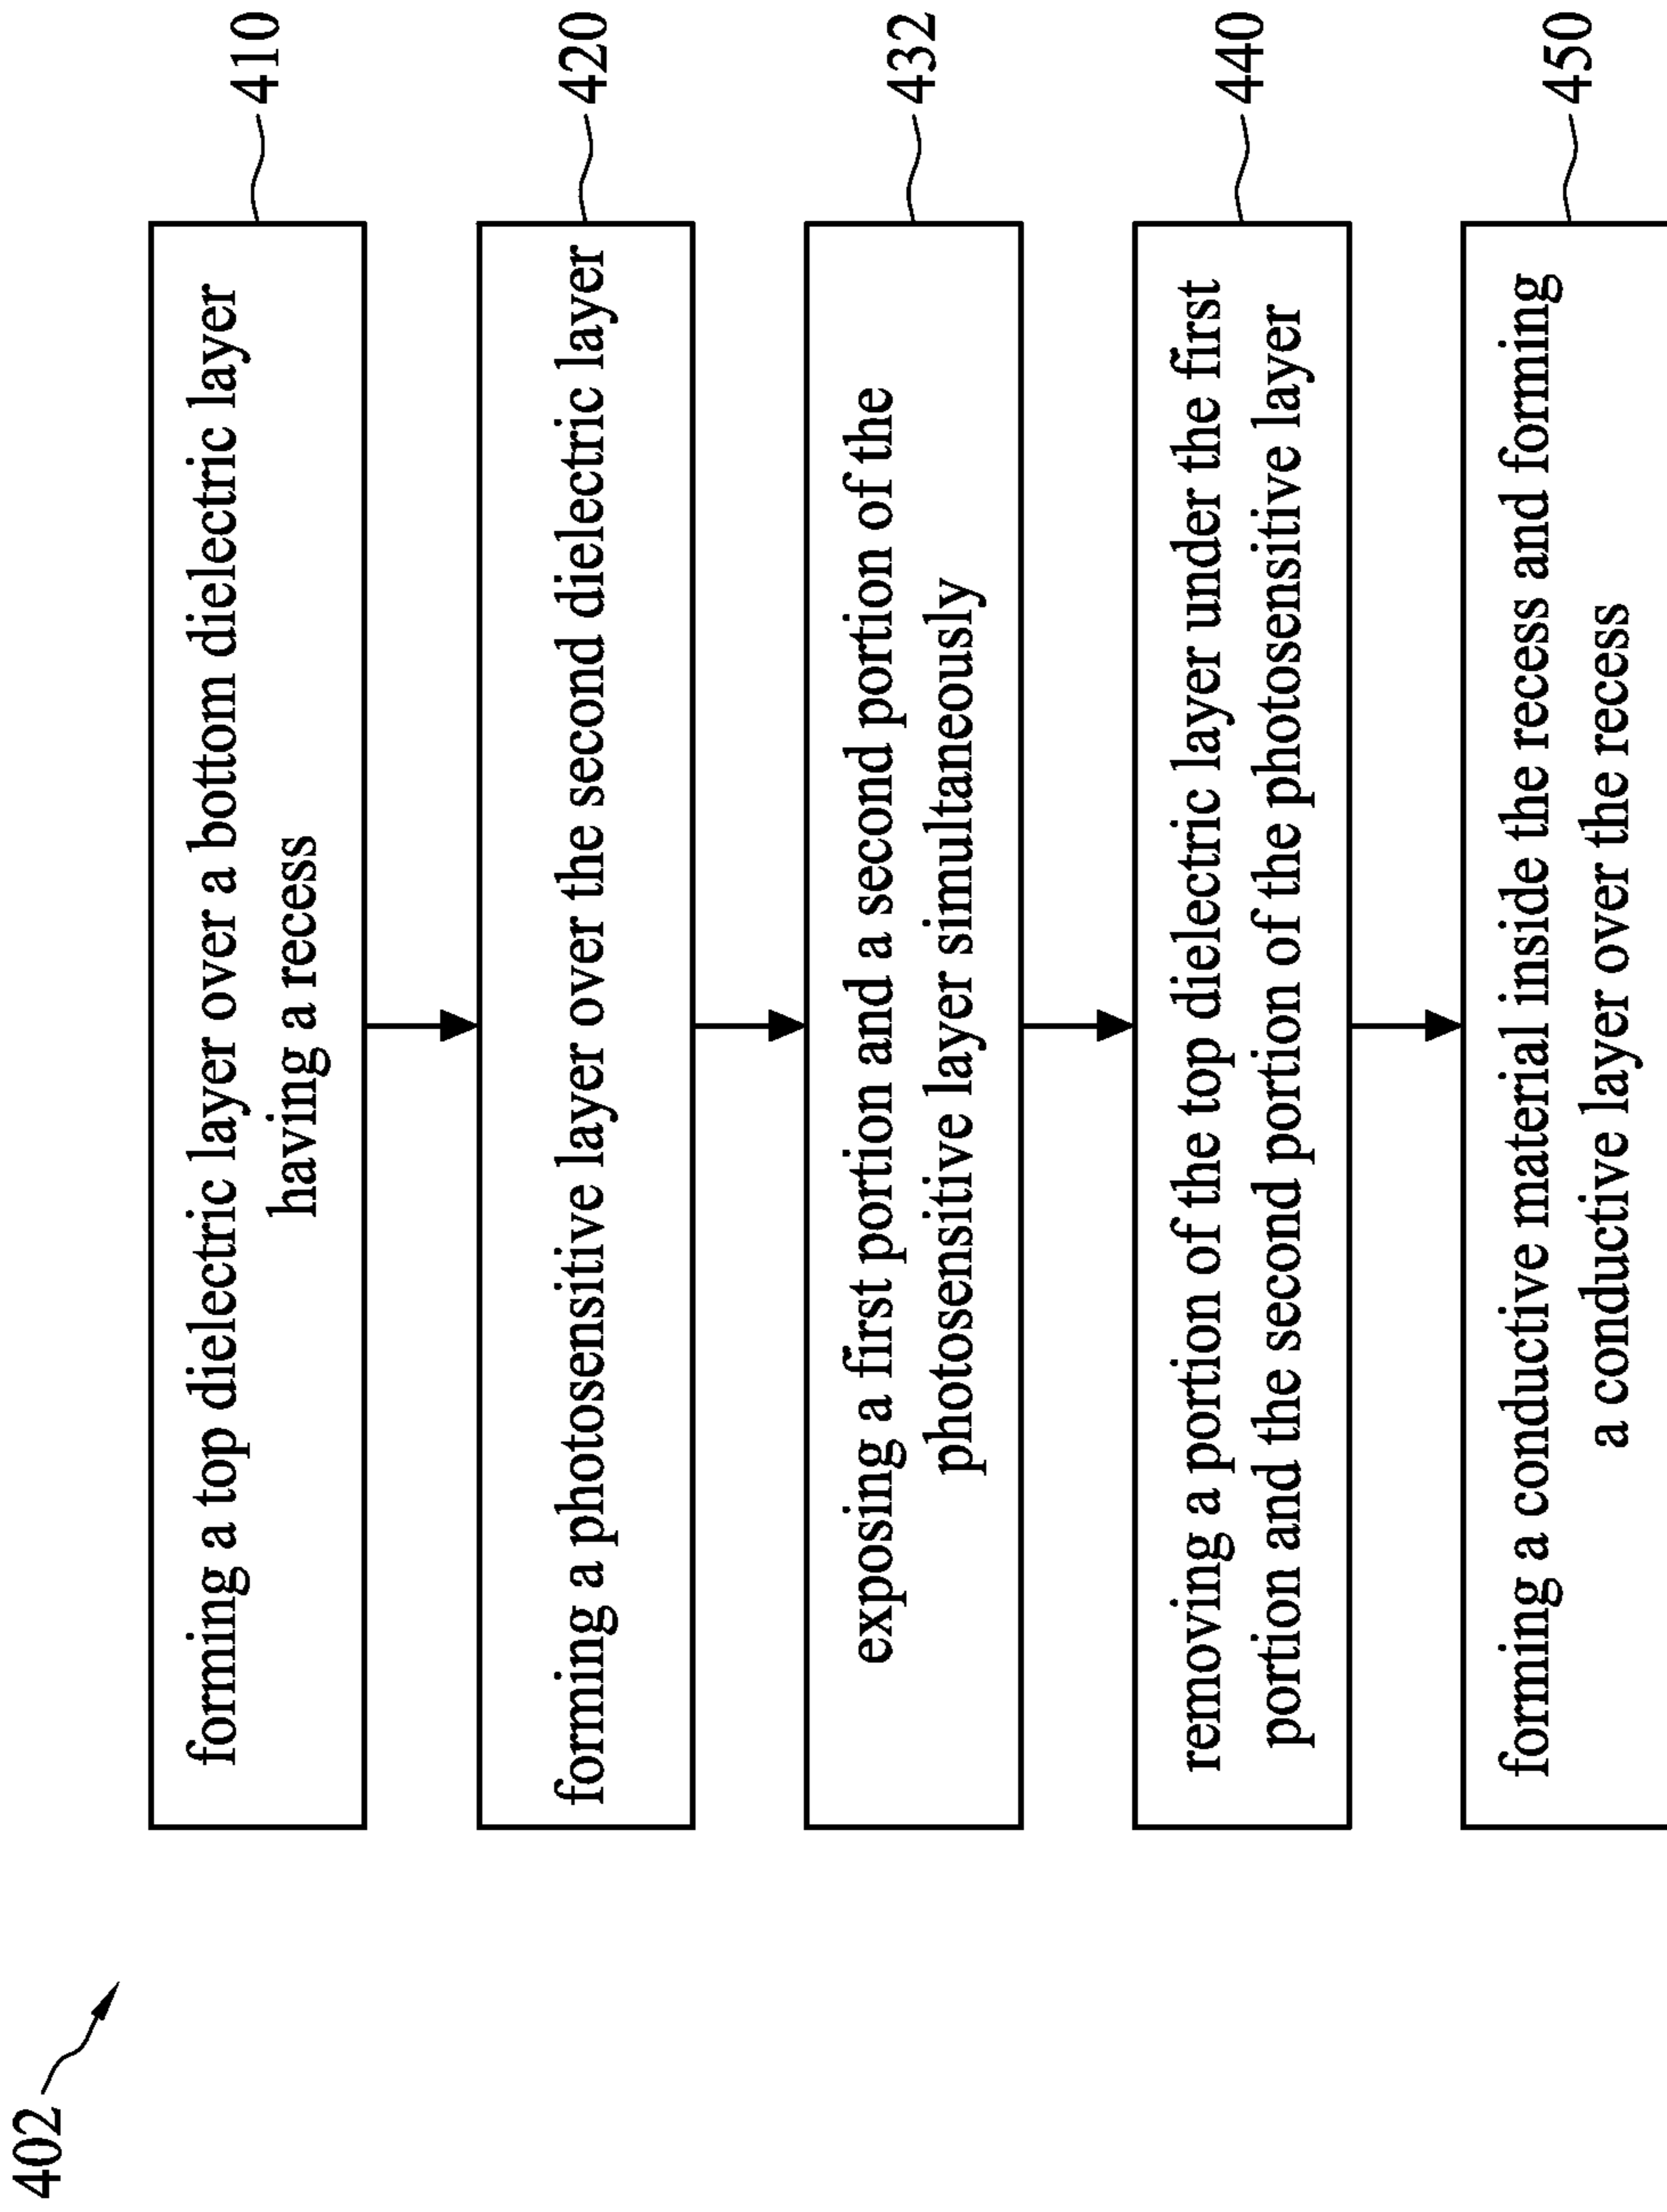 402
forming a top dielectric layer over a bottom dielectric layer
having a recess
410
forming a photosensitive layer over the second dielectric layer
420
exposing a first portion and a second portion of the
photosensitive layer simultaneously
432
removing a portion of the top dielectric layer under the first
portion and the second portion of the photosensitive layer
440
forming a conductive material inside the recess and forming
a conductive layer over the recess
450